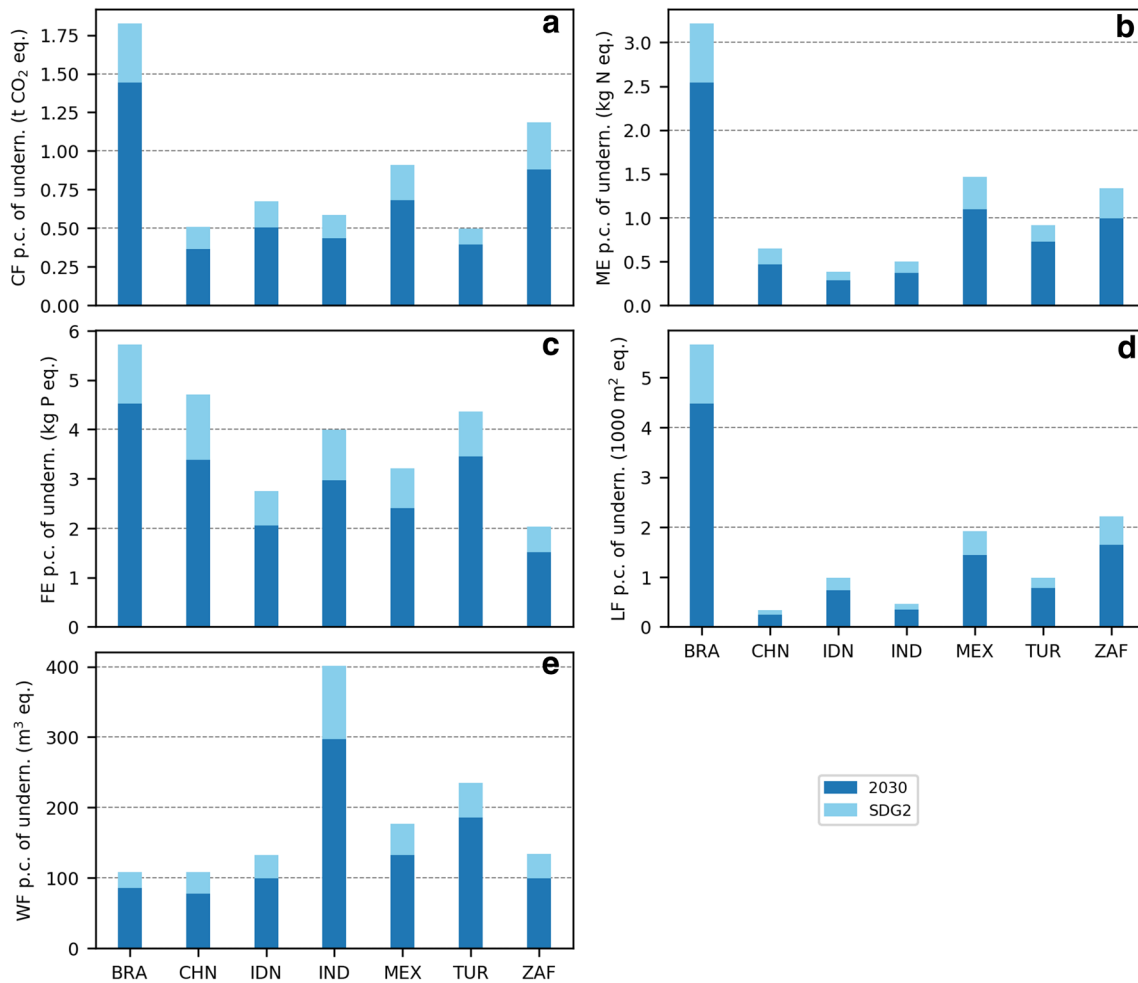 a
CF p.c. of undern. (t CO₂ eq.)
1.75
1.50
1.25
1.00
0.75
0.50
0.25
0.00
b
ME p.c. of undern. (kg N eq.)
3.0
2.5
2.0
1.5
1.0
0.5
0.0
c
FE p.c. of undern. (kg P eq.)
6
5
4
3
2
1
0
d
LF p.c. of undern. (1000 m² eq.)
5
4
3
2
1
0
BRA CHN IDN IND MEX TUR ZAF
e
WF p.c. of undern. (m³ eq.)
400
300
200
100
0
BRA CHN IDN IND MEX TUR ZAF
2030
SDG2